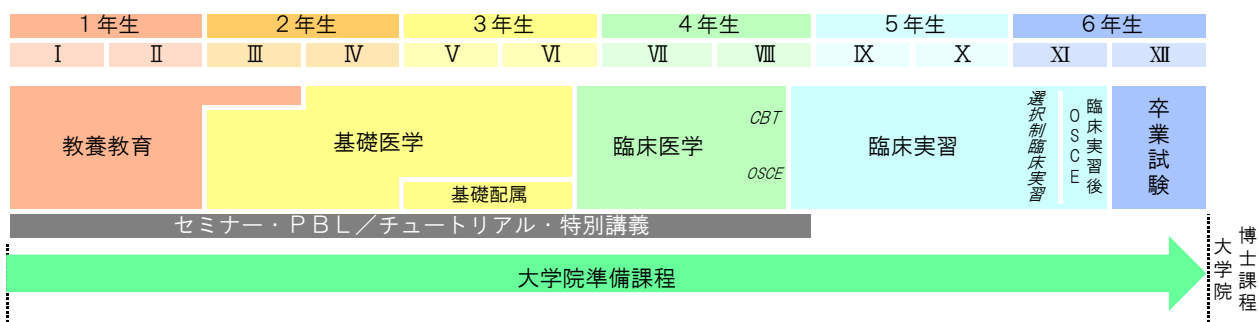 1年生 2年生 3年生 4年生 5年生 6年生
Ⅰ Ⅱ Ⅲ Ⅳ Ⅴ Ⅵ Ⅶ Ⅷ Ⅸ Ⅹ Ⅺ Ⅻ
教養教育
基礎医学
基礎配属
臨床医学
CBT
OSCE
臨床実習
選択制臨床実習
臨床実習後
OSCE
卒業試験
セミナー・PBL/チュートリアル・特別講義
大学院準備課程
大学院
博士課程